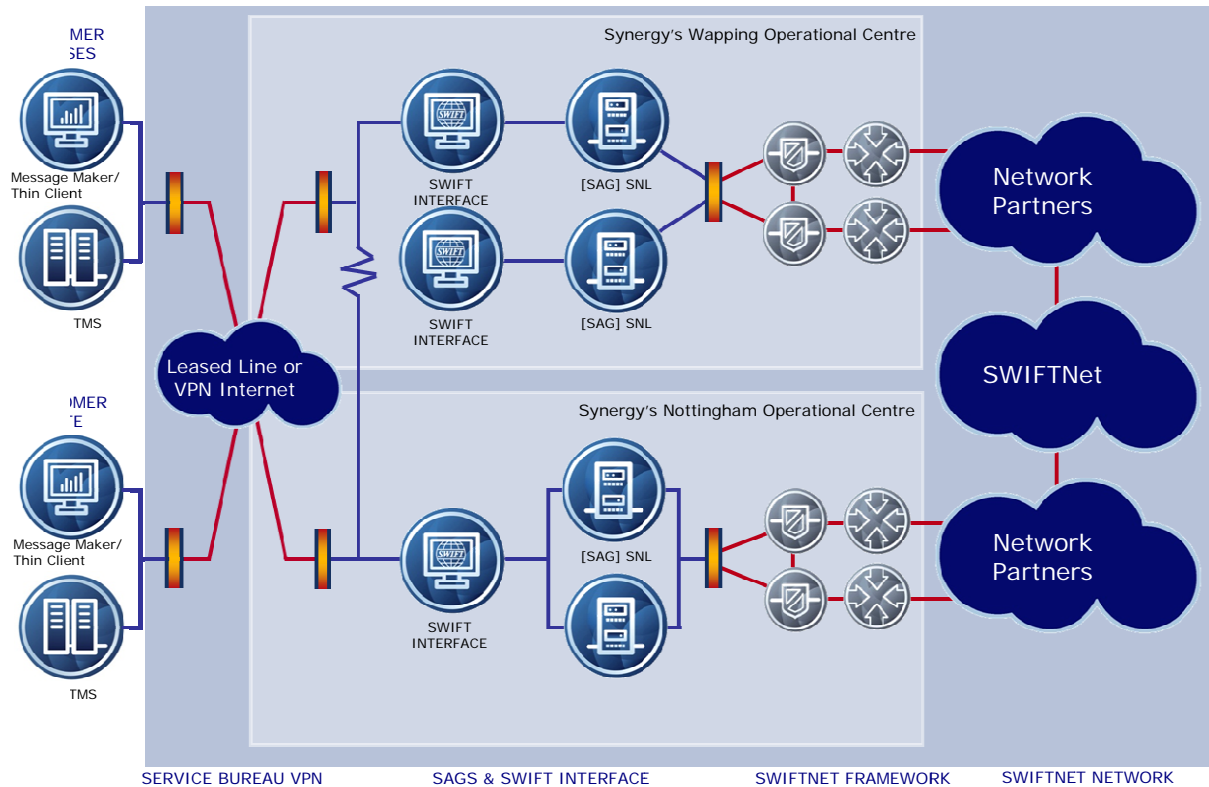 MER
SES
Message Maker/
Thin Client
TMS
OMER
TE
Message Maker/
Thin Client
TMS
Leased Line or
VPN Internet
Synergy's Wapping Operational Centre
SWIFT
SWIFT
INTERFACE
[SAG] SNL
SWIFT
SWIFT
INTERFACE
[SAG] SNL
Synergy's Nottingham Operational Centre
SWIFT
SWIFT
INTERFACE
[SAG] SNL
Network
Partners
SWIFTNet
Network
Partners
SERVICE BUREAU VPN
SAGS & SWIFT INTERFACE
SWIFTNET FRAMEWORK
SWIFTNET NETWORK